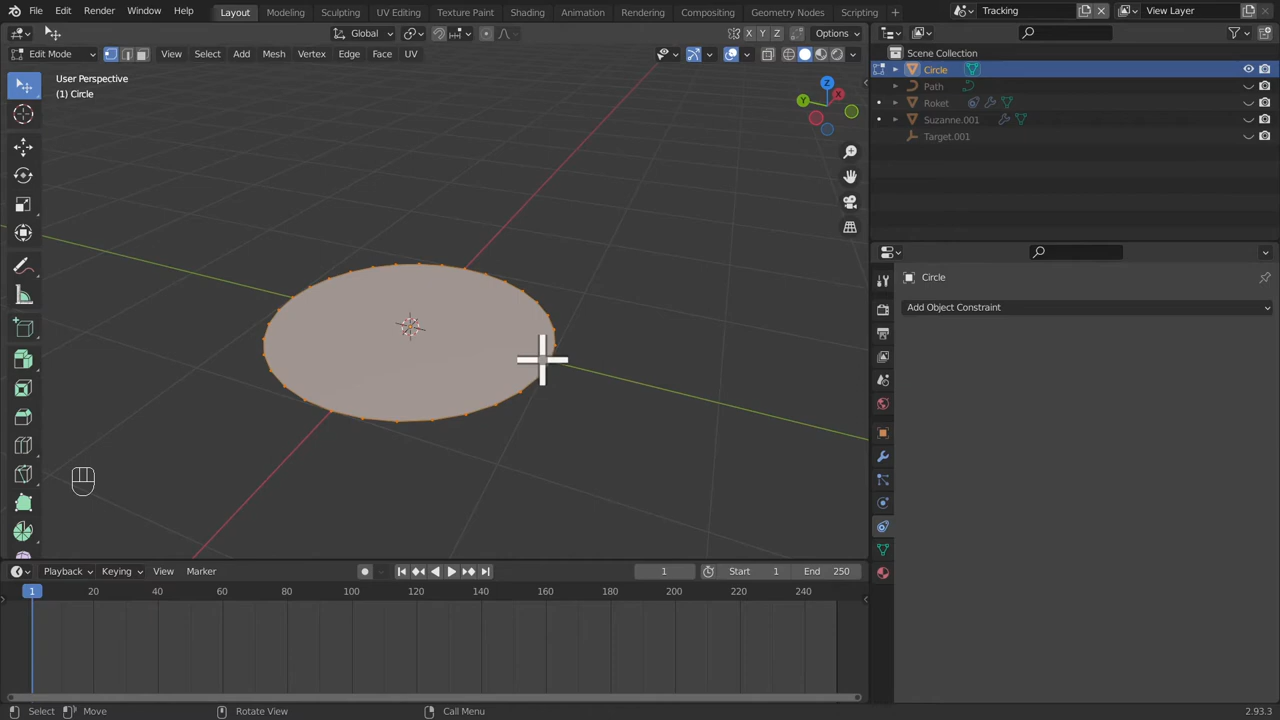 File Edit Render Window Help Layout Modeling Sculpting UV Editing Texture Paint Shading Animation Rendering Compositing Geometry Nodes Scripting + Tracking View Layer
Global Options X Y Z
Edit Mode View Select Add Mesh Vertex Edge Face UV
User Perspective
(1) Circle
Z
Y X
Scene Collection
Circle
Path
Roket
Suzanne.001
Target.001
Circle
Add Object Constraint
Playback Keying View Marker 1 Start 1 End 250
1 20 40 60 80 100 120 140 160 180 200 220 240
Select Move Rotate View Call Menu 2.93.3